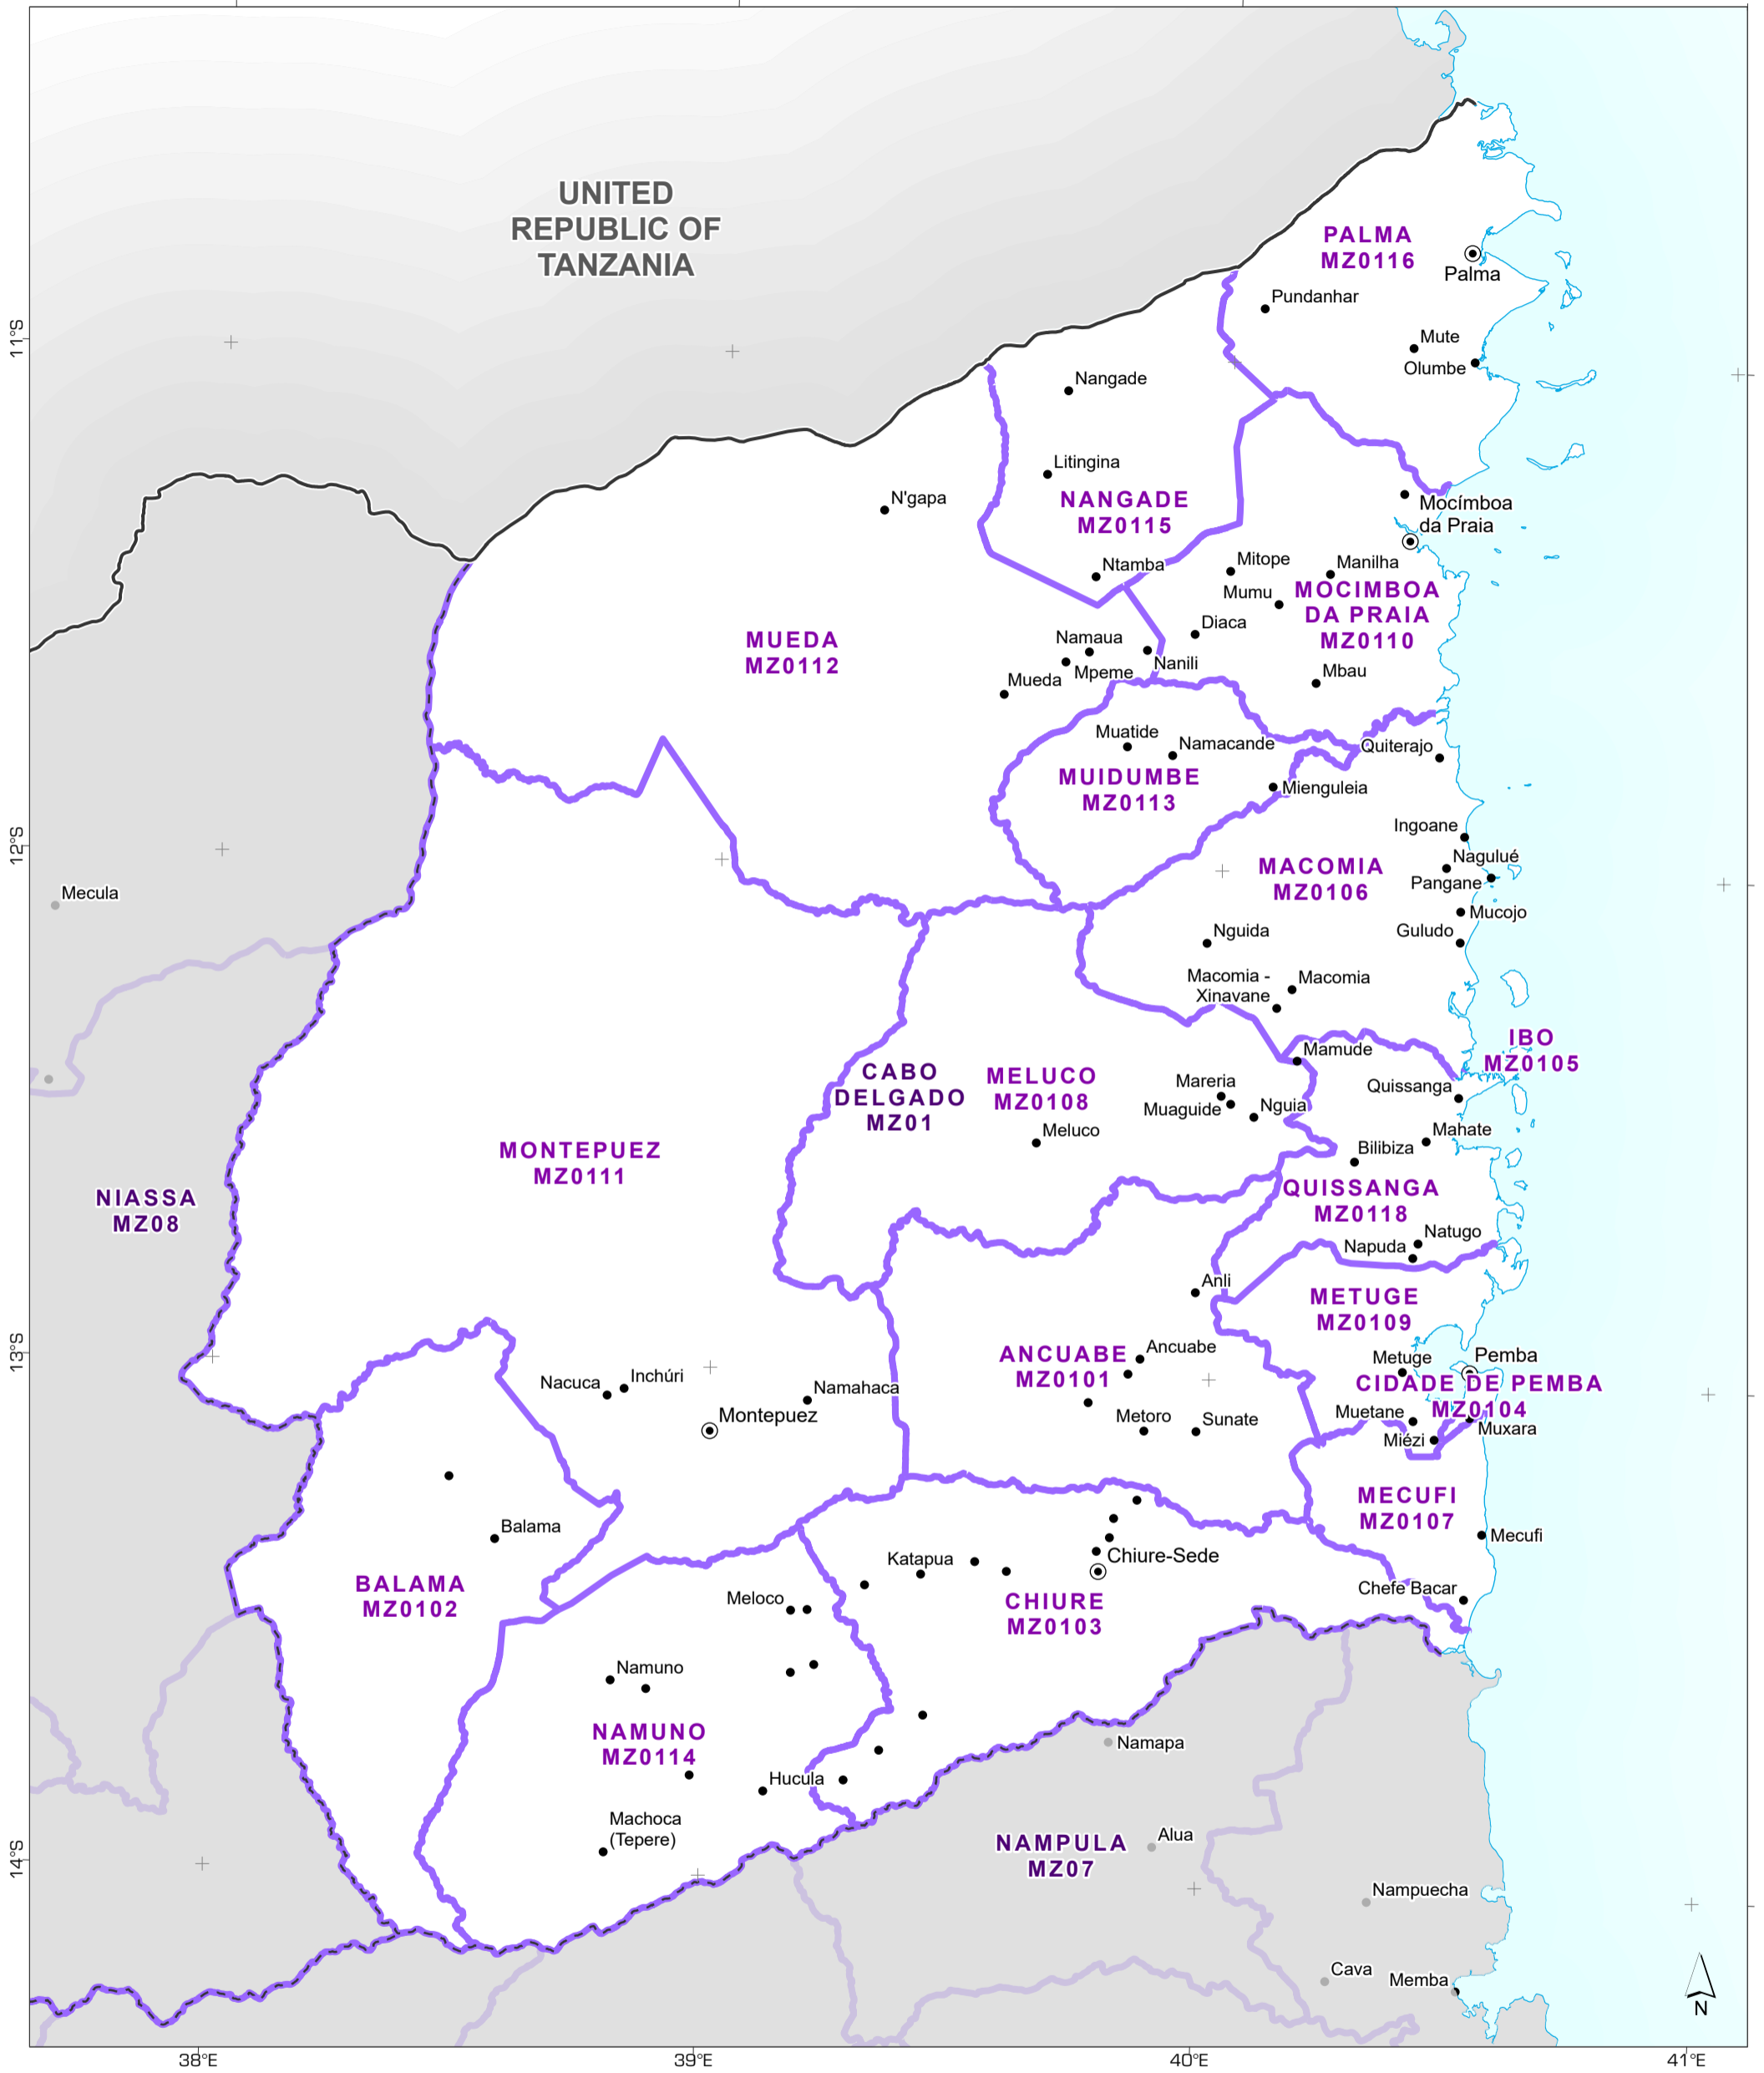 UNITED
REPUBLIC OF
TANZANIA
PALMA
MZ0116
Palma
Pundanhar
11°S
Mute
Olumbe
Nangade
Litingina
N'gapa
NANGADE
MZ0115
Mocímboa
da Praia
Ntamba
Mitope
Manilha
Mumu
MOCIMBOA
DA PRAIA
MZ0110
Diaca
MUEDA
MZ0112
Namaua
Mpeme
Nanili
Mueda
Mbau
Muatide
Namacande
Quiterajo
MUIDUMBE
MZ0113
Mienguleia
12°S
Ingoane
Nagulué
MACOMIA
MZ0106
Pangane
Mecula
Mucojo
Guludo
Nguida
Macomia -
Xinavane
Macomia
IBO
MZ0105
Mamude
CABO
DELGADO
MZ01
MELUCO
MZ0108
Mareria
Muaguide
Nguia
Quissanga
Meluco
Mahate
Bilibiza
MONTEPUEZ
MZ0111
NIASSA
MZ08
QUISSANGA
MZ0118
Natugo
Napuda
Anli
METUGE
MZ0109
13°S
Ancuabe
ANCUABE
MZ0101
Metuge
Pemba
CIDADE DE PEMBA
MZ0104
Nacuca
Inchúri
Namahaca
Montepuez
Metoro
Sunate
Muetane
Muxara
Miézi
MECUFI
MZ0107
Mecufi
Balama
Katapua
Chiure-Sede
BALAMA
MZ0102
Meloco
CHIURE
MZ0103
Chefe Bacar
Namuno
NAMUNO
MZ0114
Namapa
Hucula
Machoca
(Tepere)
14°S
NAMPULA
MZ07
Alua
Nampuecha
Cava
Memba
N
38°E
39°E
40°E
41°E